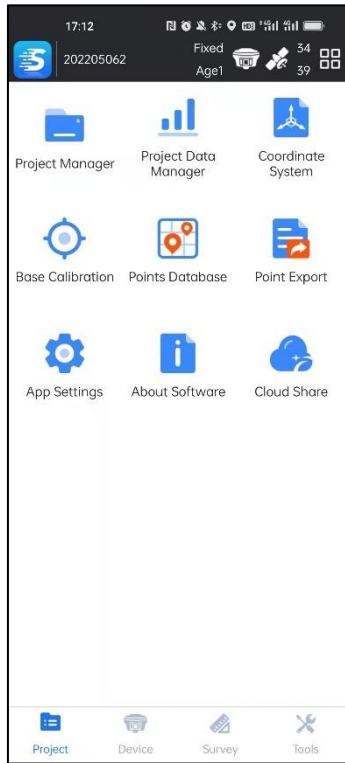 17:12
Fixed 34
202205062
Age1 39
Project Manager
Project Data
Manager
Coordinate
System
Base Calibration
Points Database
Point Export
App Settings
About Software
Cloud Share
Project
Device
Survey
Tools